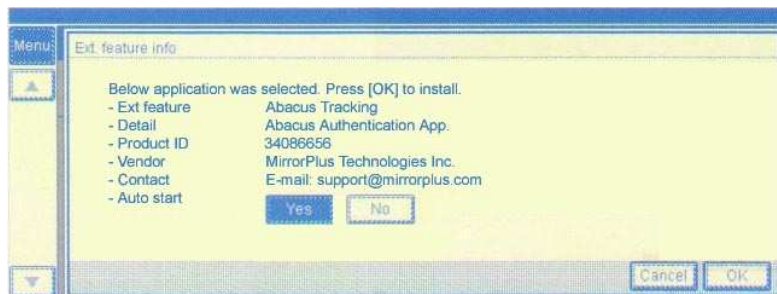 Menu
Ext. feature info
Below application was selected. Press [OK] to install.
- Ext feature Abacus Tracking
- Detail Abacus Authentication App.
- Product ID 34086656
- Vendor MirrorPlus Technologies Inc.
- Contact E-mail: support@mirrorplus.com
- Auto start
Yes No
Cancel OK